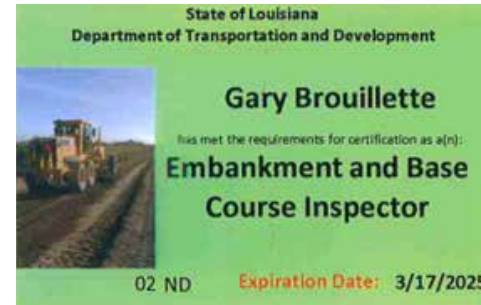 State of Louisiana
Department of Transportation and Development
Gary Brouillette
has met the requirements for certification as a(n):
Embankment and Base
Course Inspector
02 ND Expiration Date: 3/17/2025